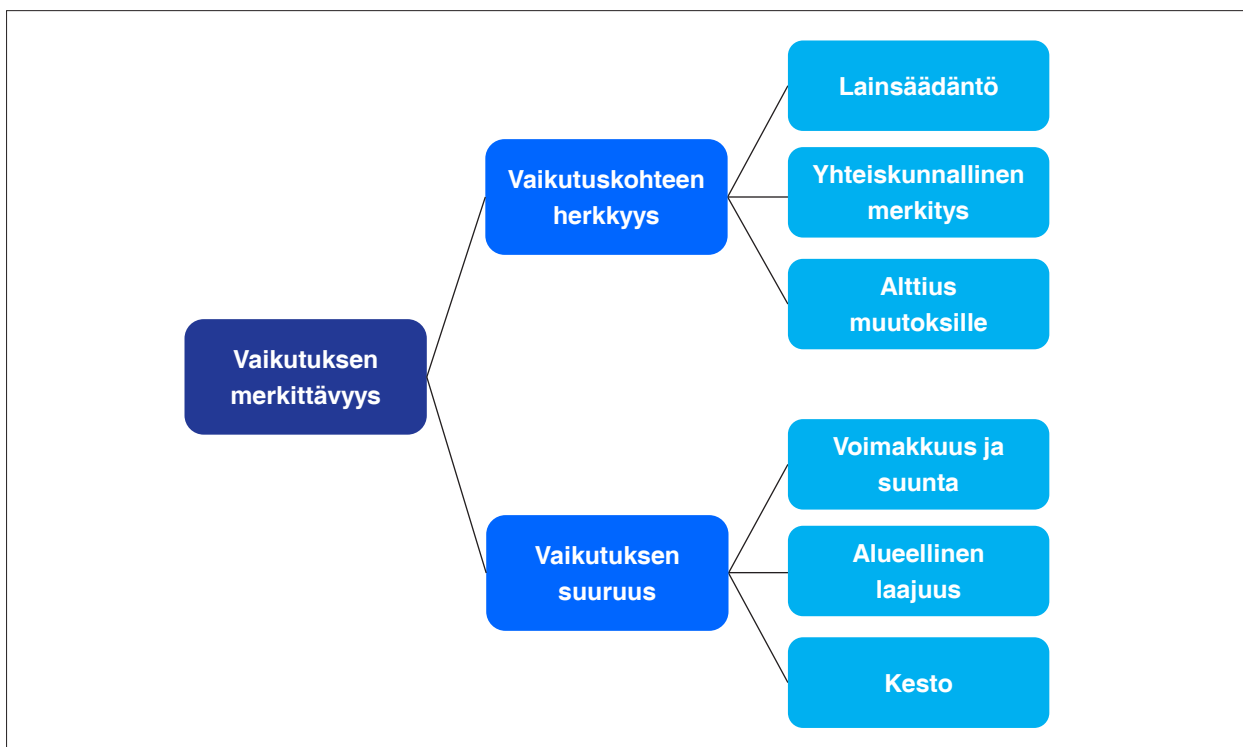 Vaikutuksen
merkittävyys
Vaikutuskohteen
herkkyys
Lainsäädäntö
Yhteiskunnallinen
merkitys
Alttius
muutoksille
Vaikutuksen
suuruus
Voimakkuus ja
suunta
Alueellinen
laajuus
Kesto